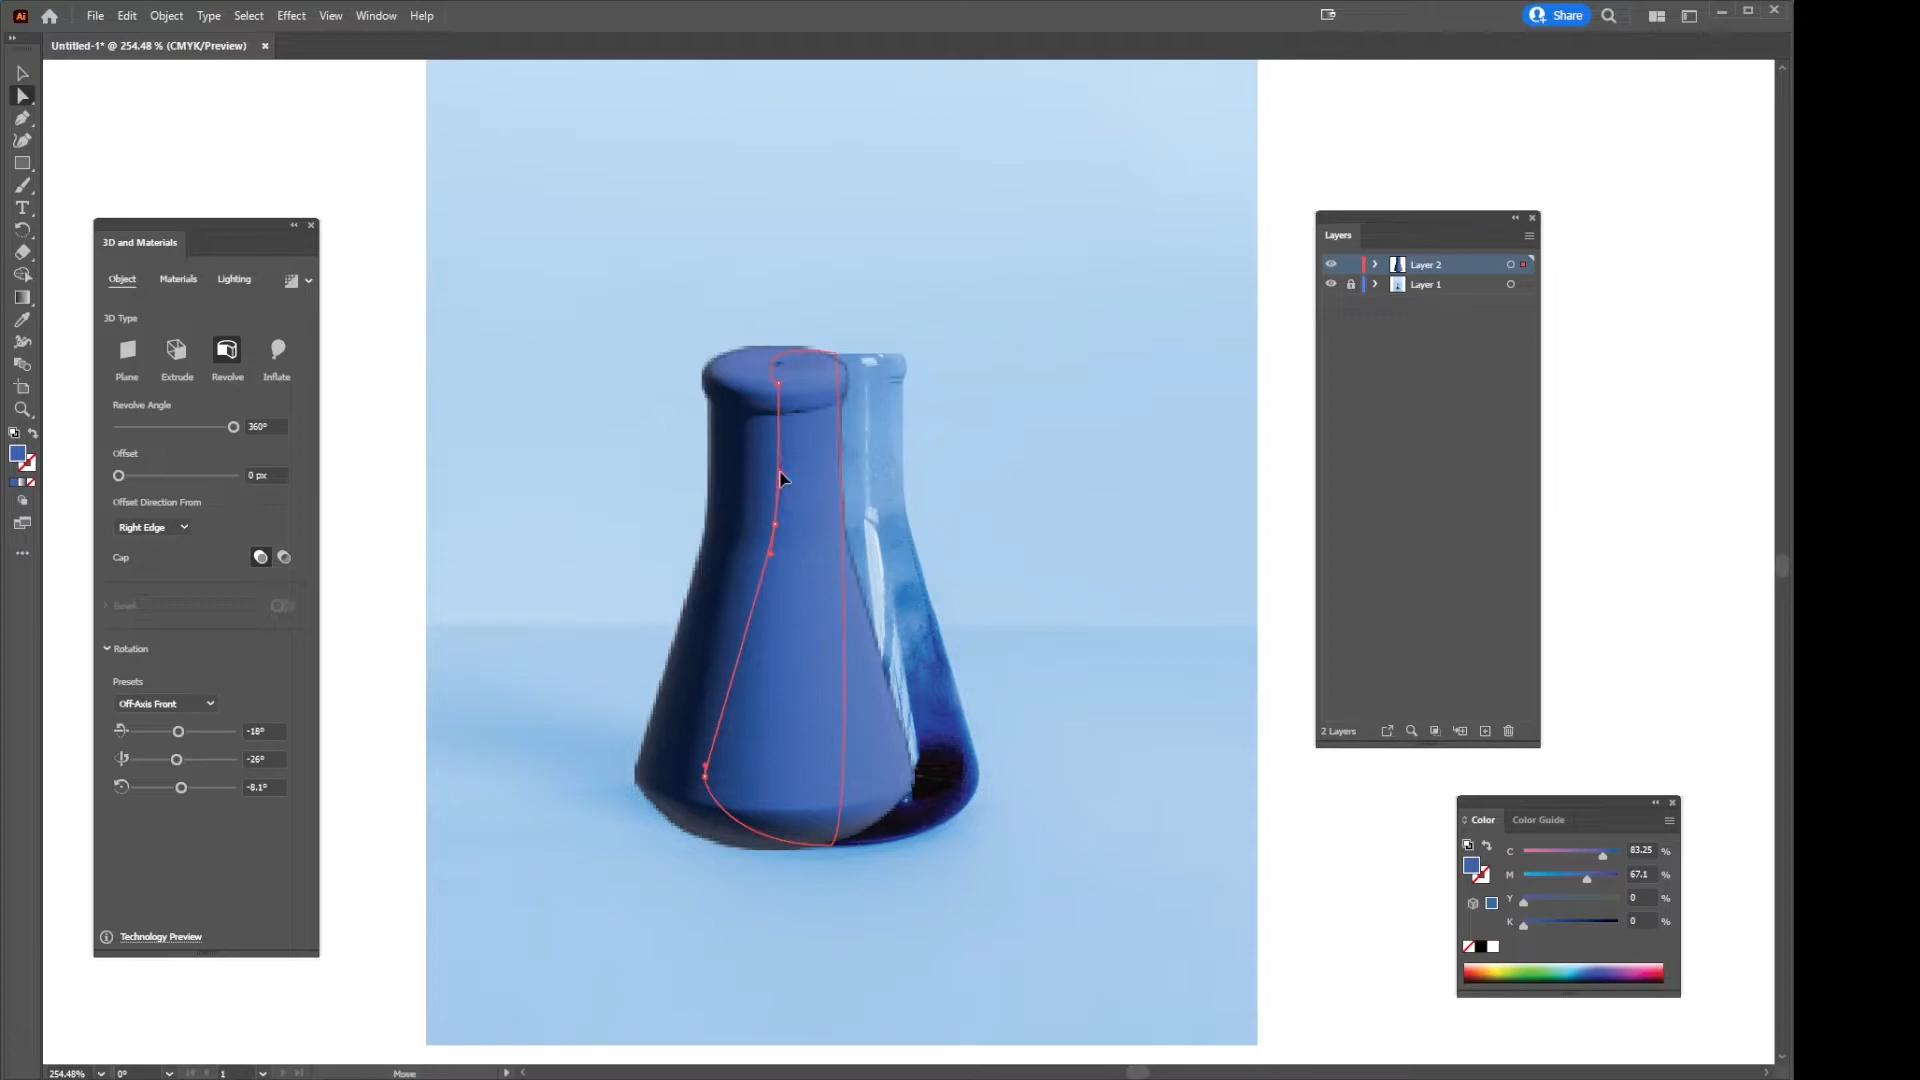 Ai File Edit Object Type Select Effect View Window Help Share
Untitled-1* @ 254.48 % (CMYK/Preview)
3D and Materials
Object Materials Lighting
3D Type
Plane Extrude Revolve Inflate
Revolve Angle
360°
Offset
0 px
Offset Direction From
Right Edge
Cap
Bevel
Rotation
Presets
Off-Axis Front
-18°
-26°
-8.1°
Technology Preview
Layers
Layer 2
Layer 1
2 Layers
Color Color Guide
C 83.25 %
M 67.1 %
Y 0 %
K 0 %
254.48% 0° 1 Move